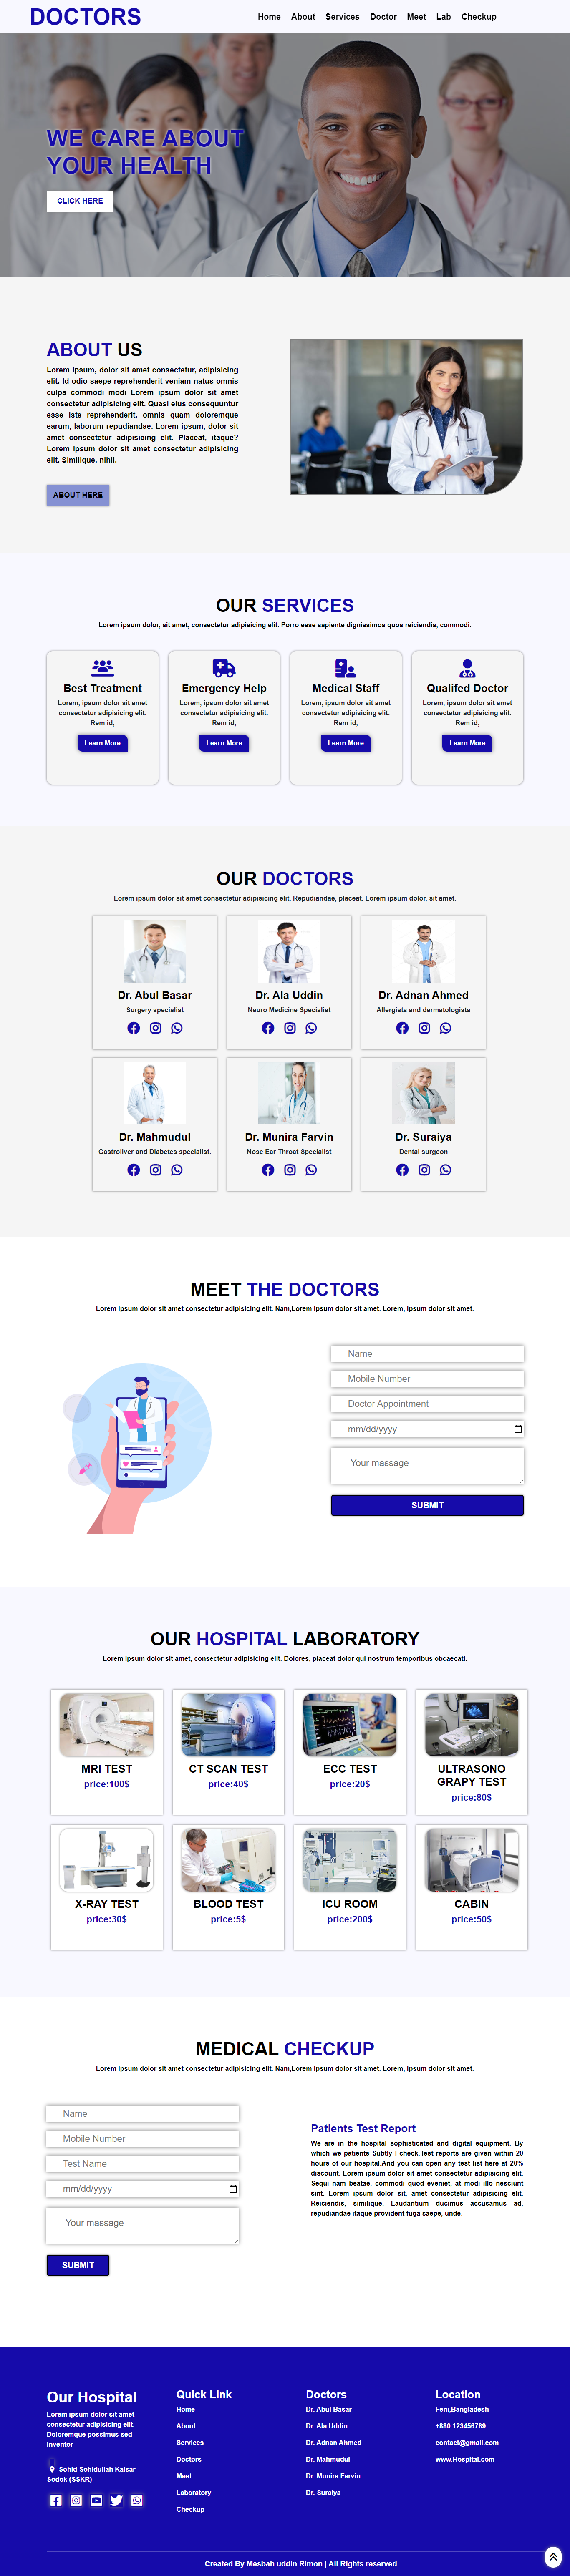 DOCTORS
Home About Services Doctor Meet Lab Checkup
WE CARE ABOUT
YOUR HEALTH
CLICK HERE
ABOUT US
Lorem ipsum, dolor sit amet consectetur, adipisicing
elit. Id odio saepe reprehenderit veniam natus omnis
culpa commodi modi Lorem ipsum dolor sit amet
consectetur adipisicing elit. Quasi eius consequuntur
esse iste reprehenderit, omnis quam doloremque
earum, laborum repudiandae. Lorem ipsum, dolor sit
amet consectetur adipisicing elit. Placeat, itaque?
Lorem ipsum dolor sit amet consectetur adipisicing
elit. Similique, nihil.
ABOUT HERE
OUR SERVICES
Lorem ipsum dolor, sit amet, consectetur adipisicing elit. Porro esse sapiente dignissimos quos reiciendis, commodi.
Best Treatment
Lorem, ipsum dolor sit amet
consectetur adipisicing elit.
Rem id,
Learn More
Emergency Help
Lorem, ipsum dolor sit amet
consectetur adipisicing elit.
Rem id,
Learn More
Medical Staff
Lorem, ipsum dolor sit amet
consectetur adipisicing elit.
Rem id,
Learn More
Qualifed Doctor
Lorem, ipsum dolor sit amet
consectetur adipisicing elit.
Rem id,
Learn More
OUR DOCTORS
Lorem ipsum dolor sit amet consectetur adipisicing elit. Repudiandae, placeat. Lorem ipsum dolor, sit amet.
Dr. Abul Basar
Surgery specialist
Dr. Ala Uddin
Neuro Medicine Specialist
Dr. Adnan Ahmed
Allergists and dermatologists
Dr. Mahmudul
Gastroliver and Diabetes specialist.
Dr. Munira Farvin
Nose Ear Throat Specialist
Dr. Suraiya
Dental surgeon
MEET THE DOCTORS
Lorem ipsum dolor sit amet consectetur adipisicing elit. Nam,Lorem ipsum dolor sit amet. Lorem, ipsum dolor sit amet.
Name
Mobile Number
Doctor Appointment
mm/dd/yyyy
Your massage
SUBMIT
OUR HOSPITAL LABORATORY
Lorem ipsum dolor sit amet, consectetur adipisicing elit. Dolores, placeat dolor qui nostrum temporibus obcaecati.
MRI TEST
price:100$
CT SCAN TEST
price:40$
ECC TEST
price:20$
ULTRASONO
GRAPY TEST
price:80$
X-RAY TEST
price:30$
BLOOD TEST
price:5$
ICU ROOM
price:200$
CABIN
price:50$
MEDICAL CHECKUP
Lorem ipsum dolor sit amet consectetur adipisicing elit. Nam,Lorem ipsum dolor sit amet. Lorem, ipsum dolor sit amet.
Name
Mobile Number
Test Name
mm/dd/yyyy
Your massage
SUBMIT
Patients Test Report
We are in the hospital sophisticated and digital equipment. By
which we patients Subtly I check.Test reports are given within 20
hours of our hospital.And you can open any test list here at 20%
discount. Lorem ipsum dolor sit amet consectetur adipisicing elit.
Sequi nam beatae, commodi quod eveniet, at modi illo nesciunt
sint. Lorem ipsum dolor sit, amet consectetur adipisicing elit.
Reiciendis, similique. Laudantium ducimus accusamus ad,
repudiandae itaque provident fuga saepe, unde.
Our Hospital
Lorem ipsum dolor sit amet
consectetur adipisicing elit.
Doloremque possimus sed
inventor
Sohid Sohidullah Kaisar
Sodok (SSKR)
Quick Link
Home
About
Services
Doctors
Meet
Laboratory
Checkup
Doctors
Dr. Abul Basar
Dr. Ala Uddin
Dr. Adnan Ahmed
Dr. Mahmudul
Dr. Munira Farvin
Dr. Suraiya
Location
Feni,Bangladesh
+880 123456789
contact@gmail.com
www.Hospital.com
Created By Mesbah uddin Rimon | All Rights reserved